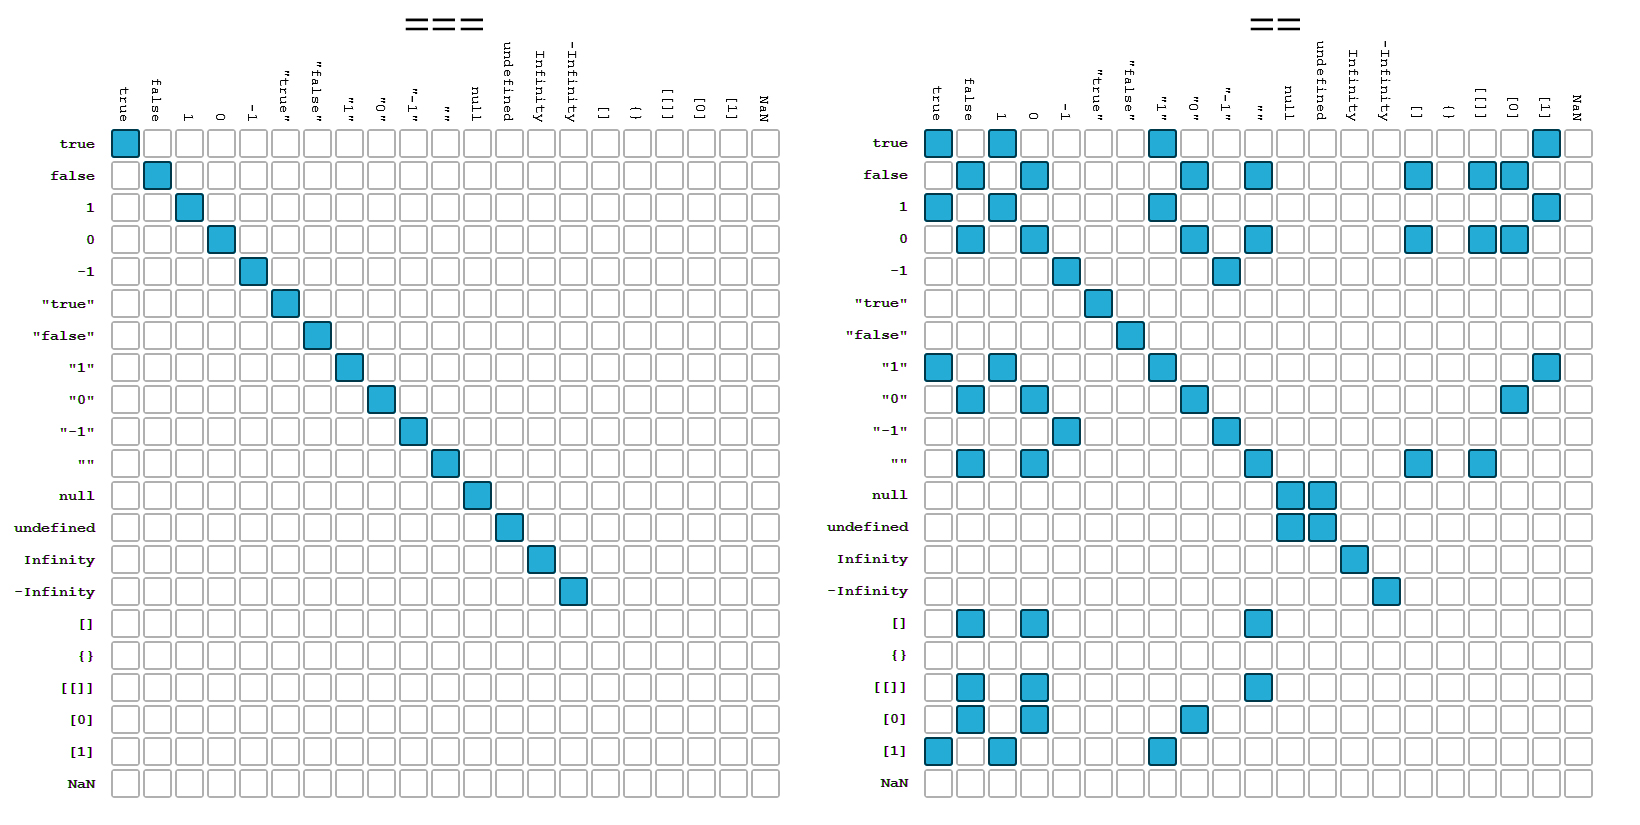 ===
true
false
1
0
-1
"true"
"false"
"1"
"0"
"-1"
""
null
undefined
Infinity
-Infinity
[]
{}
[[]]
[0]
[1]
NaN
true
false
1
0
-1
"true"
"false"
"1"
"0"
"-1"
""
null
undefined
Infinity
-Infinity
[]
{}
[[]]
[0]
[1]
NaN
==
true
false
1
0
-1
"true"
"false"
"1"
"0"
"-1"
""
null
undefined
Infinity
-Infinity
[]
{}
[[]]
[0]
[1]
NaN
true
false
1
0
-1
"true"
"false"
"1"
"0"
"-1"
""
null
undefined
Infinity
-Infinity
[]
{}
[[]]
[0]
[1]
NaN